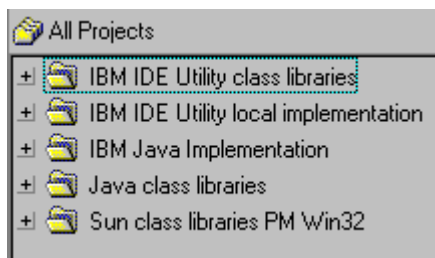 All Projects
IBM IDE Utility class libraries
IBM IDE Utility local implementation
IBM Java Implementation
Java class libraries
Sun class libraries PM Win32